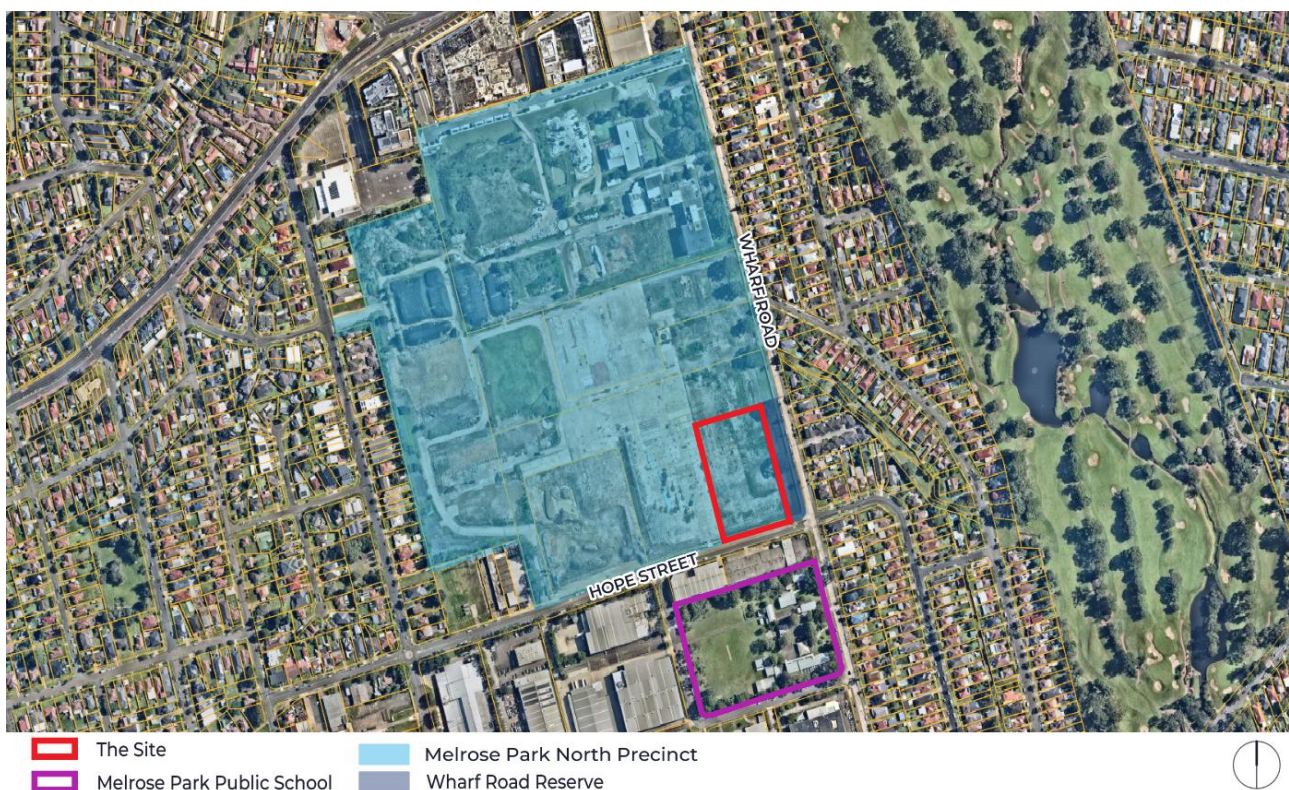 WHARF ROAD
HOPE STREET
The Site
Melrose Park North Precinct
Melrose Park Public School
Wharf Road Reserve